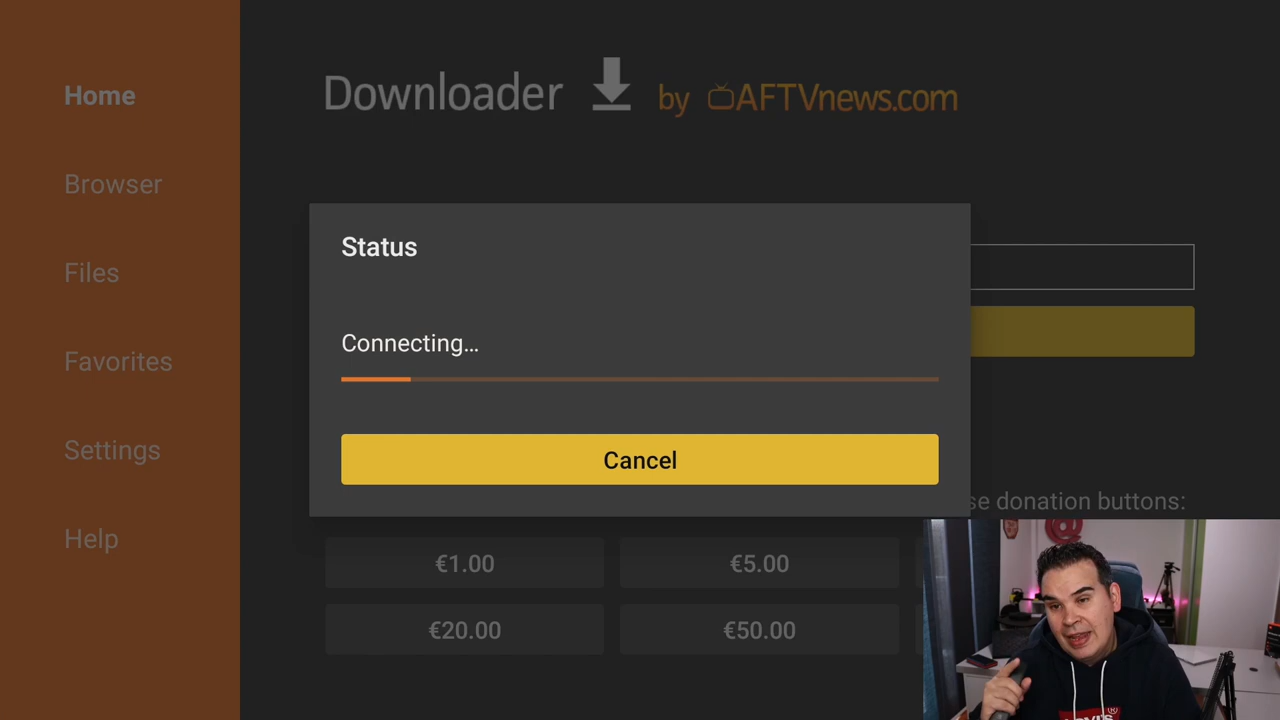 Home
Browser
Files
Favorites
Settings
Help
Downloader by AFTVnews.com
Status
Connecting...
Cancel
se donation buttons:
€1.00 €5.00
€20.00 €50.00